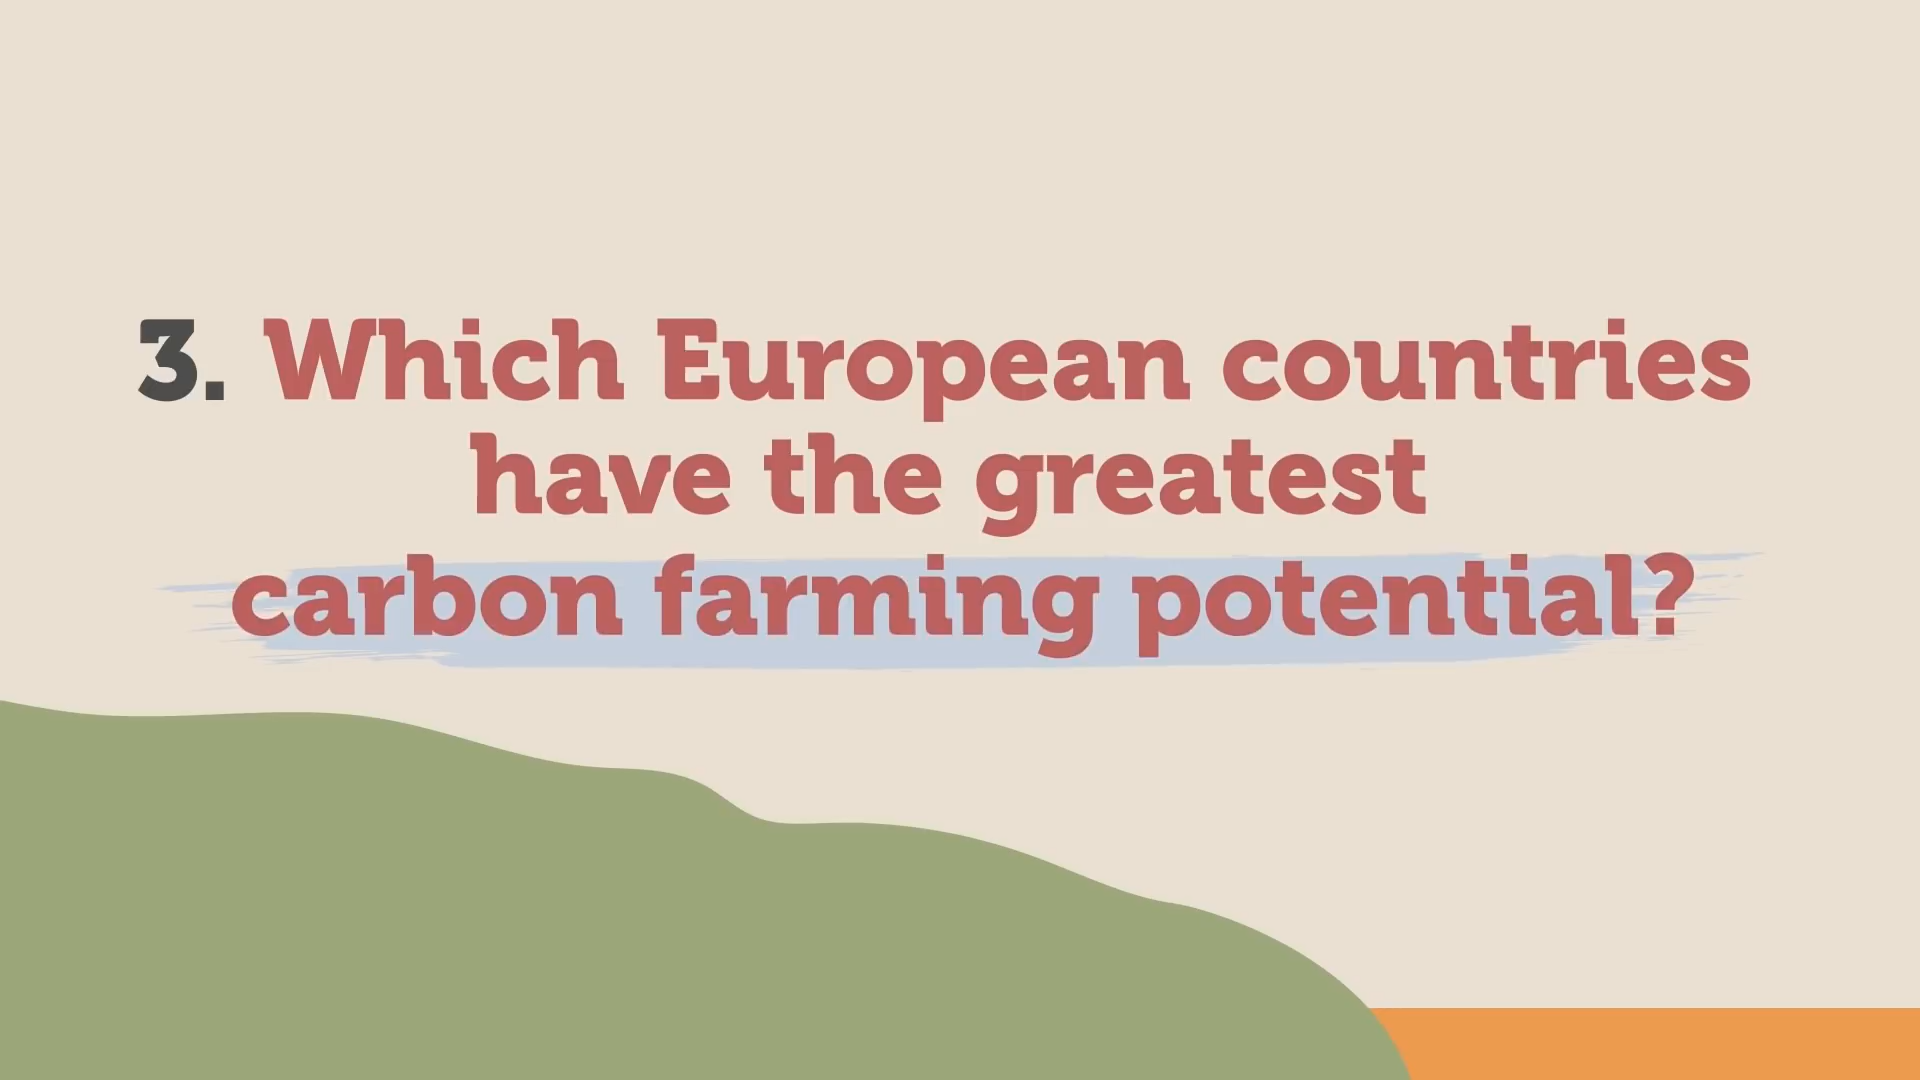 3. Which European countries
have the greatest
carbon farming potential?